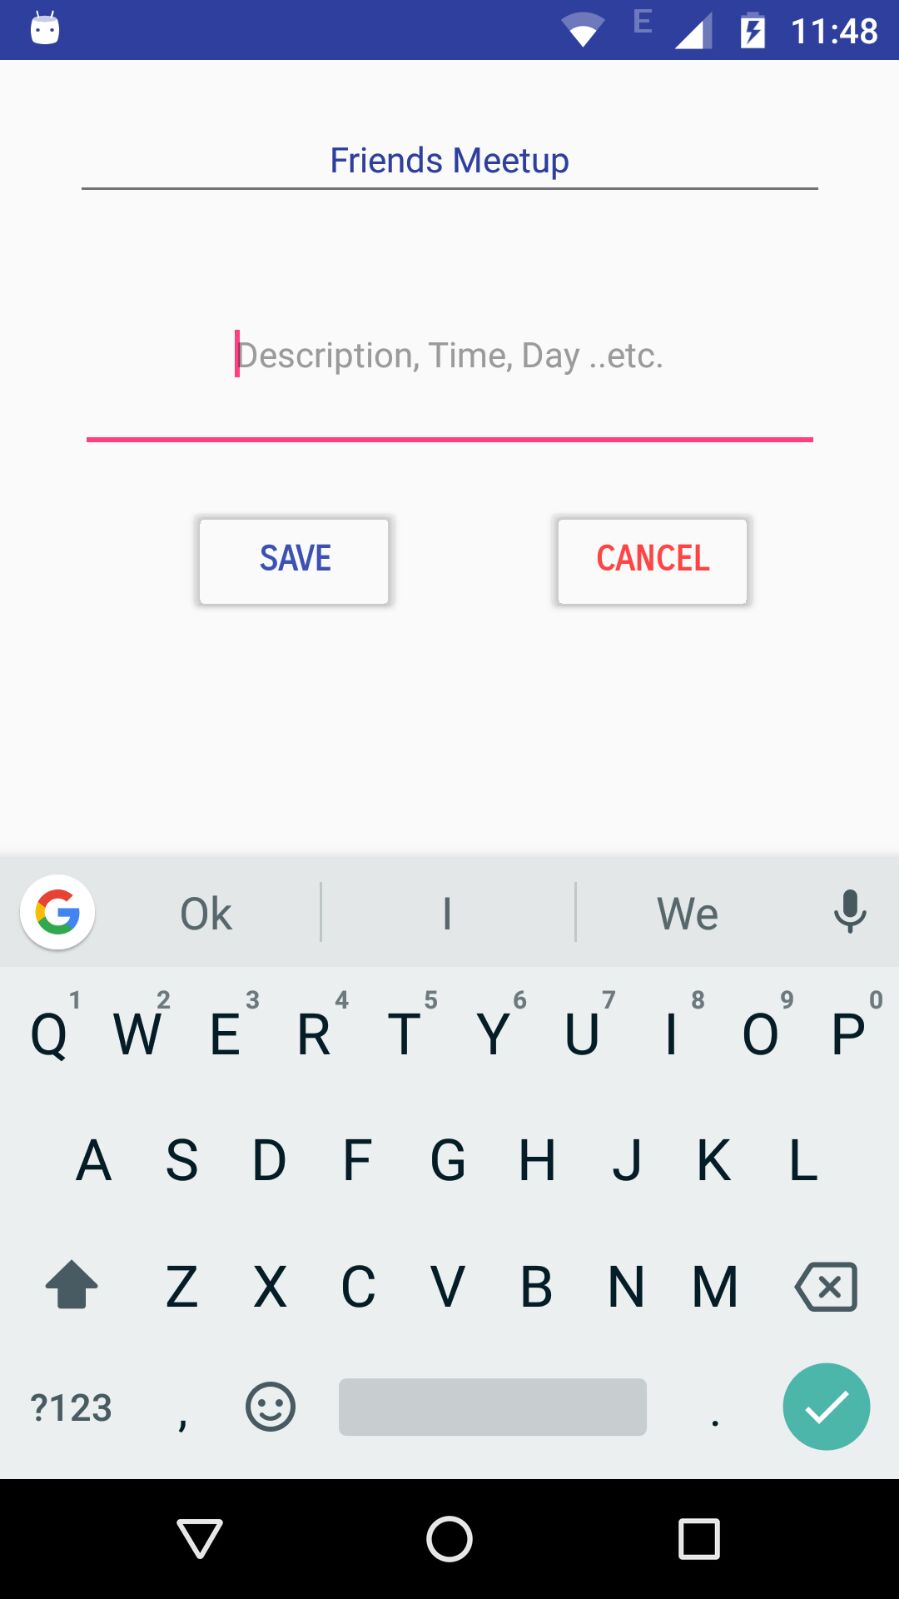 E 11:48
Friends Meetup
Description, Time, Day ..etc.
SAVE CANCEL
Ok I We
1 2 3 4 5 6 7 8 9 0
Q W E R T Y U I O P
A S D F G H J K L
Z X C V B N M
?123 , .